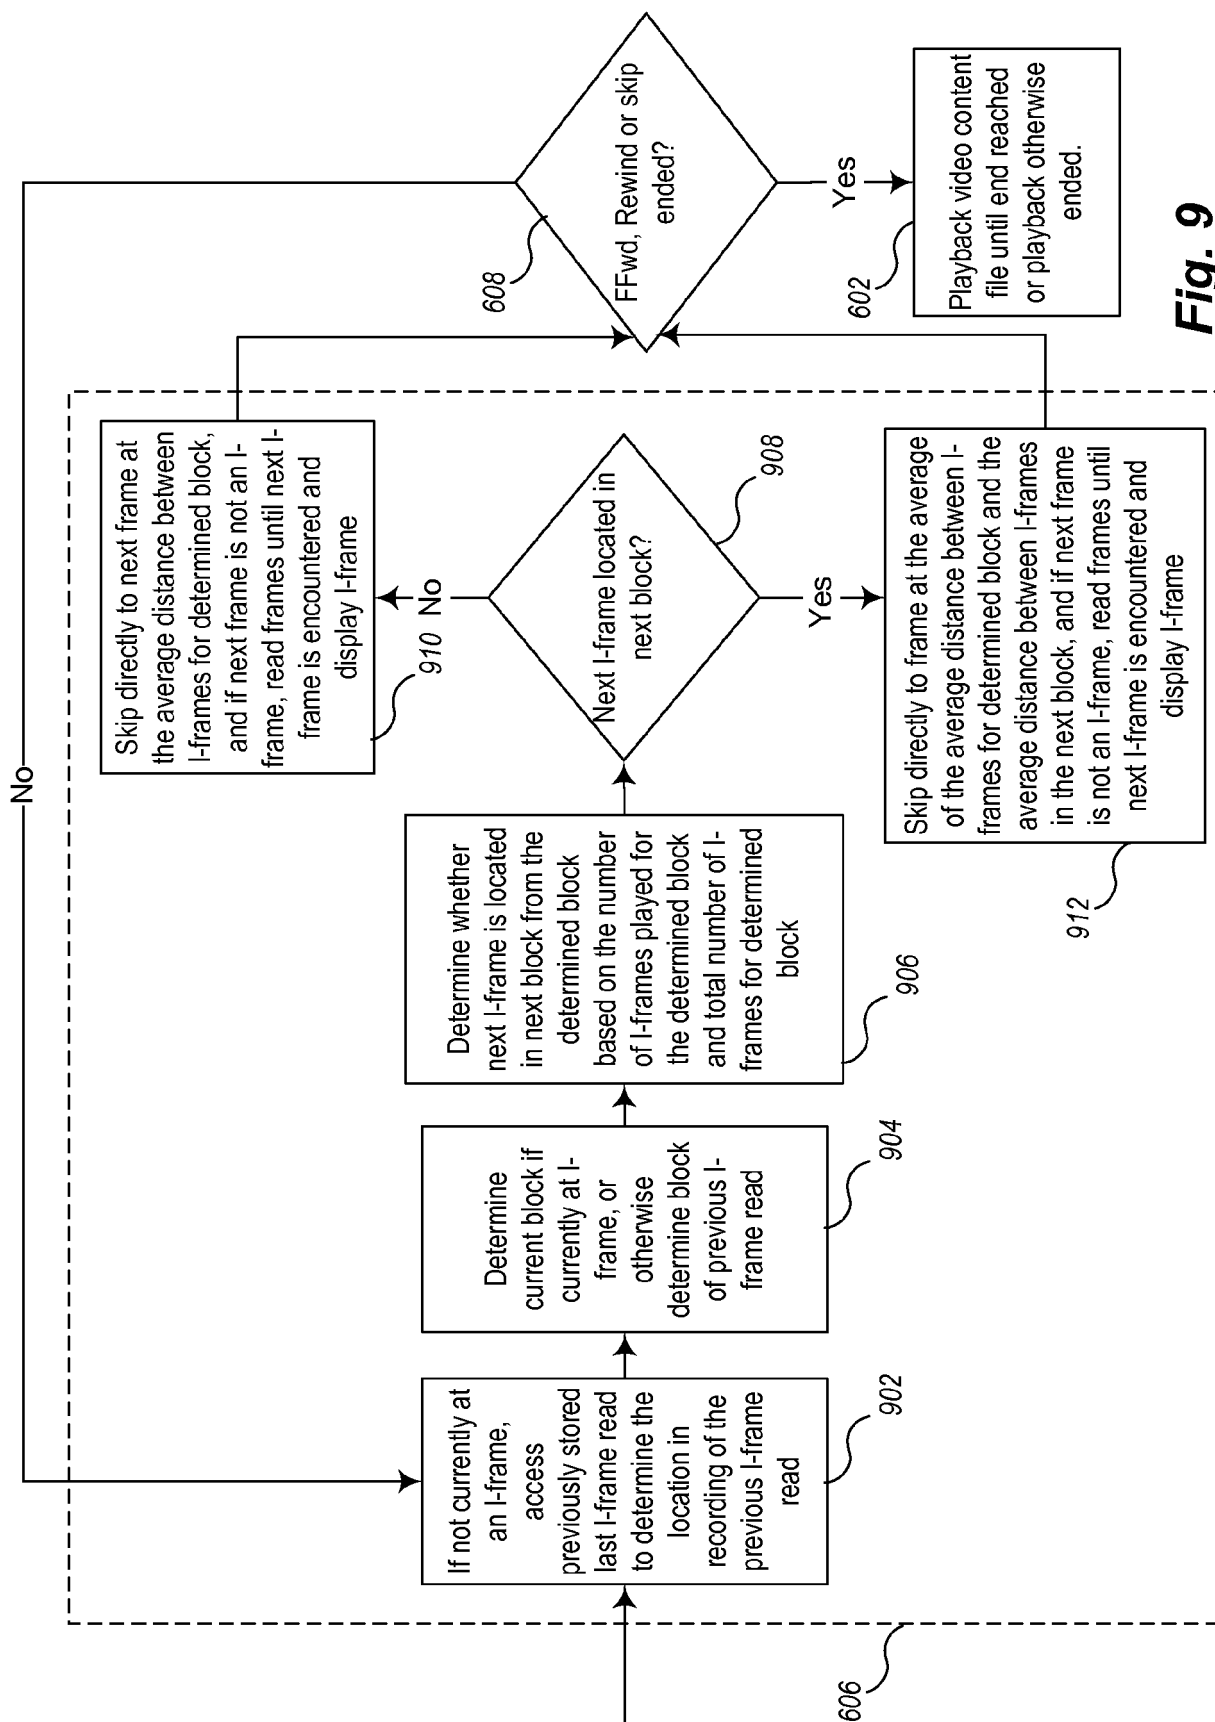 No
If not currently at
an I-frame,
access
previously stored
last I-frame read
to determine the
location in
recording of the
previous I-frame
read
902
Determine
current block if
currently at I-
frame, or
otherwise
determine block
of previous I-
frame read
904
Determine whether
next I-frame is located
in next block from the
determined block
based on the number
of I-frames played for
the determined block
and total number of I-
frames for determined
block
906
Next I-frame located in
next block?
908
No
Skip directly to next frame at
the average distance between
I-frames for determined block,
and if next frame is not an I-
frame, read frames until next I-
frame is encountered and
display I-frame
910
Yes
Skip directly to frame at the average
of the average distance between I-
frames for determined block and the
average distance between I-frames
in the next block, and if next frame
is not an I-frame, read frames until
next I-frame is encountered and
display I-frame
912
FFwd, Rewind or skip
ended?
608
Yes
Playback video content
file until end reached
or playback otherwise
ended.
602
606
Fig. 9